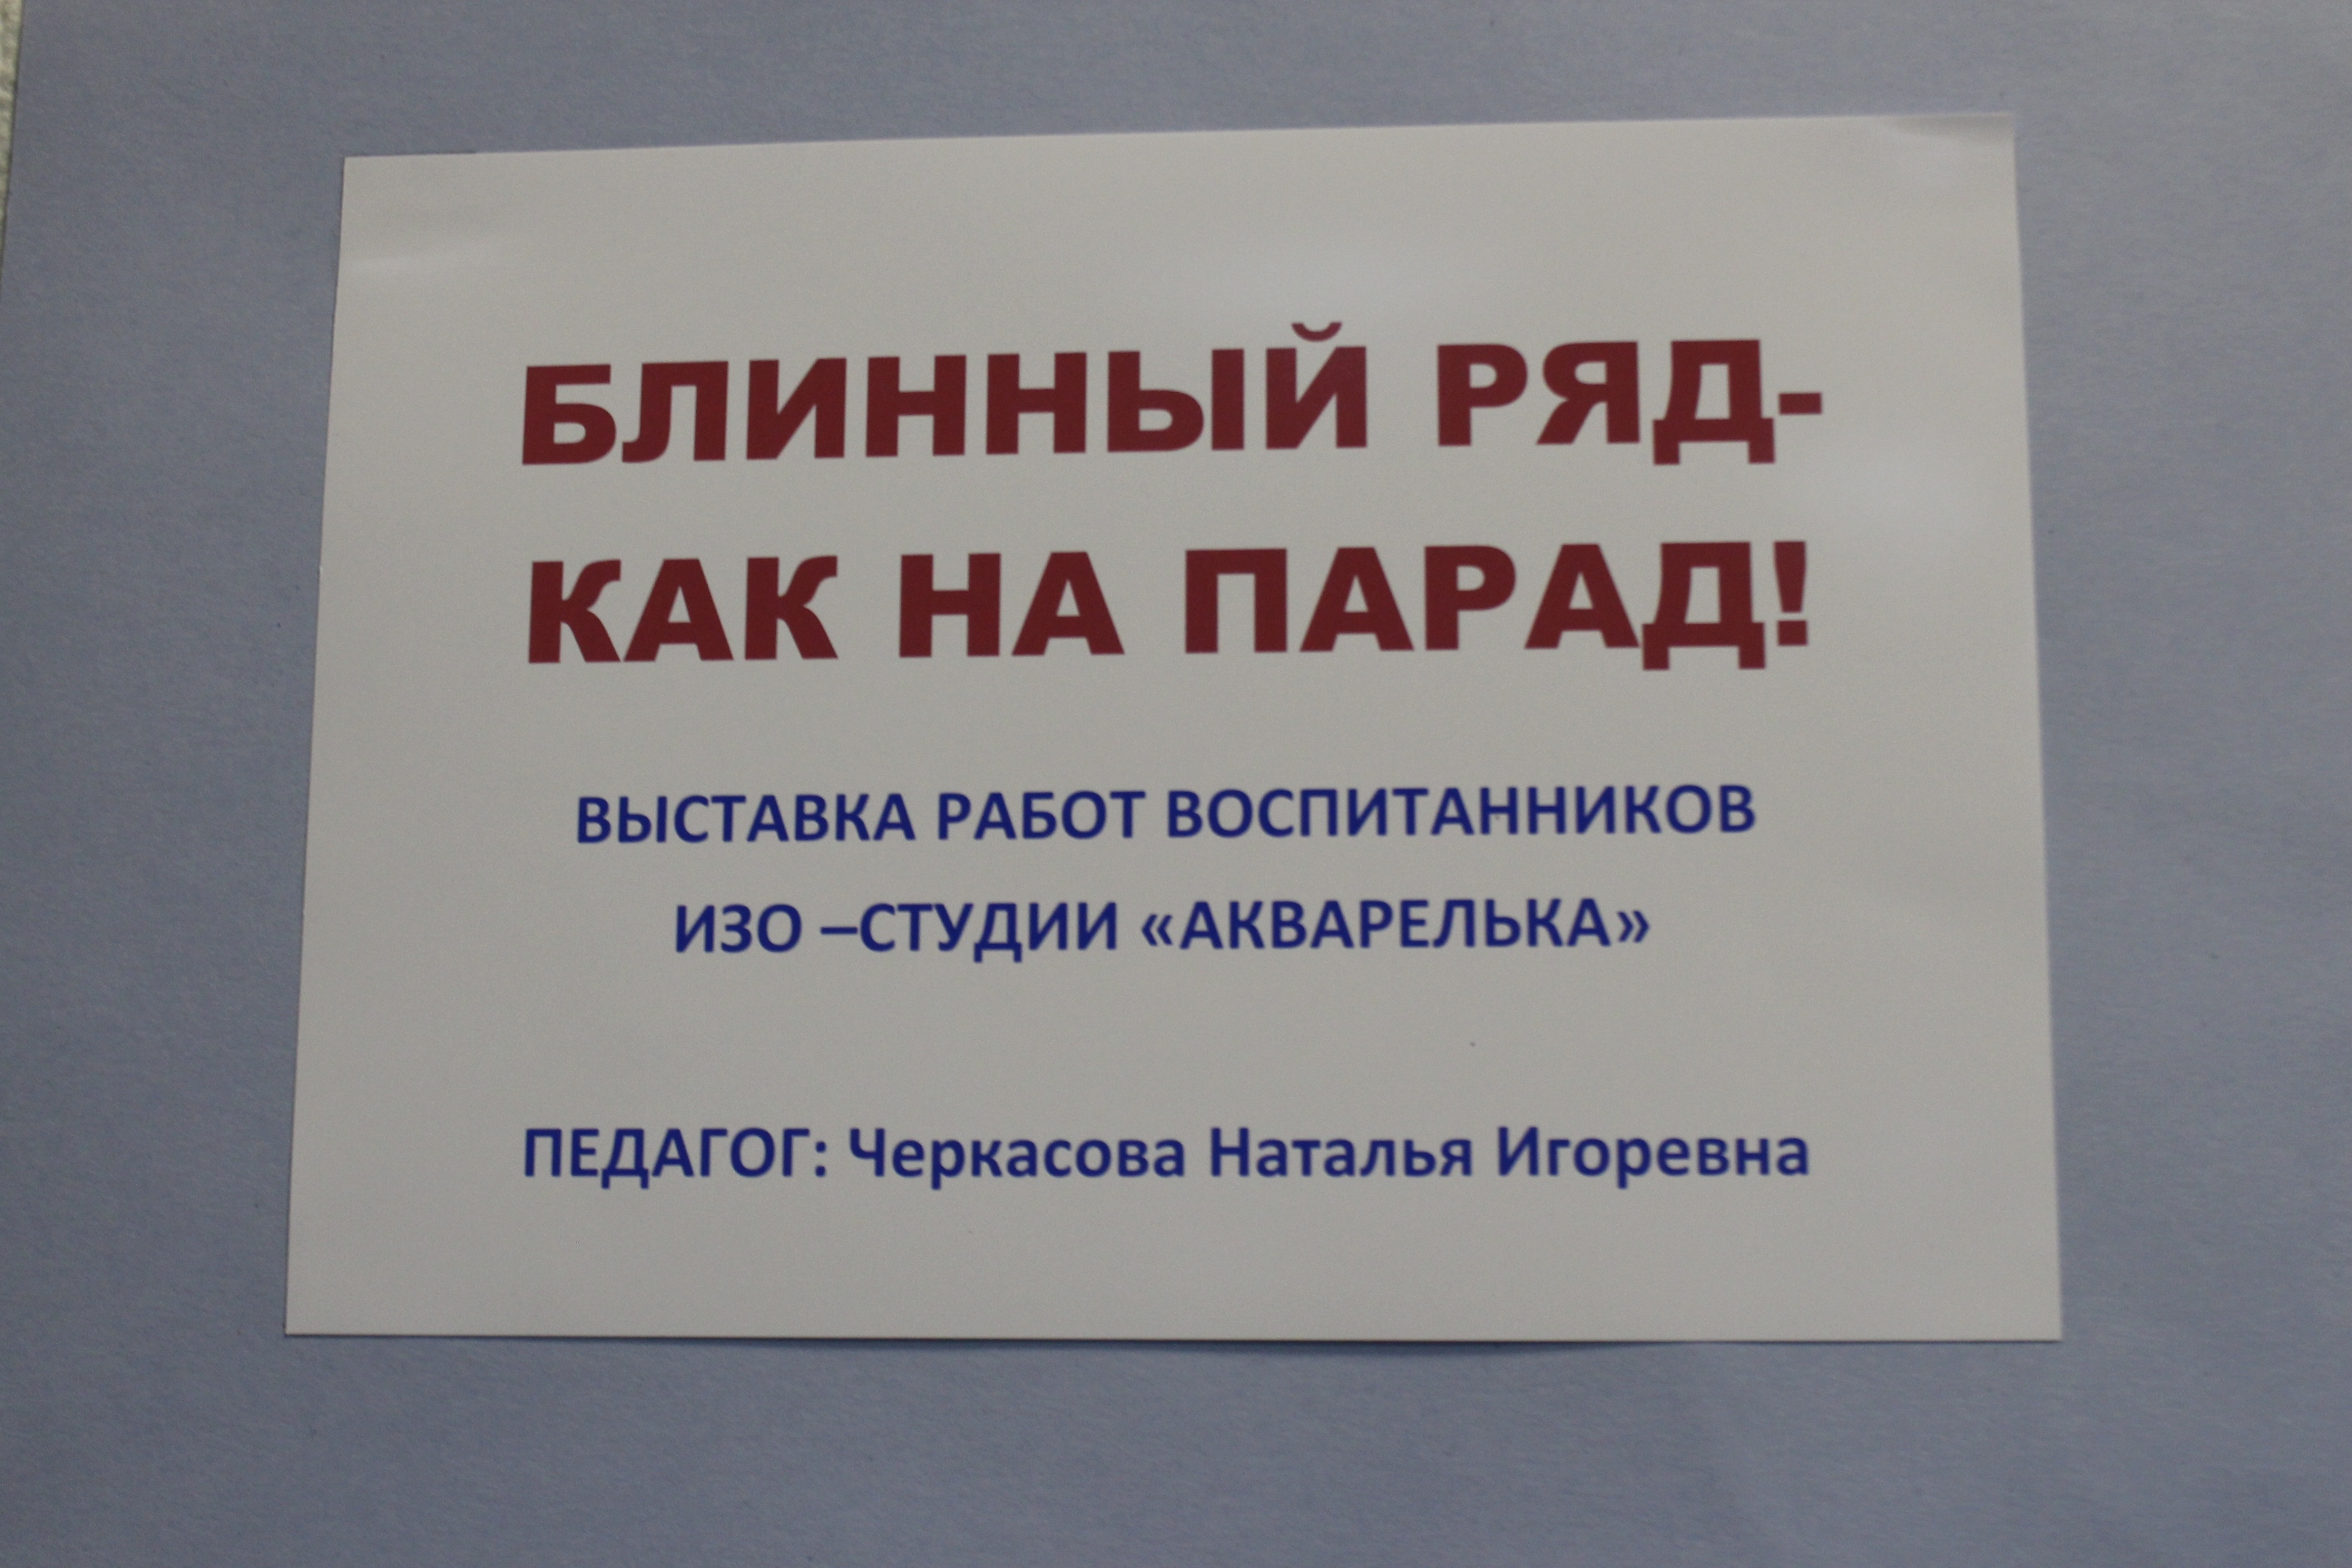 БЛИННЫЙ РЯД-
КАК НА ПАРАД!
ВЫСТАВКА РАБОТ ВОСПИТАННИКОВ
ИЗО –СТУДИИ «АКВАРЕЛЬКА»
ПЕДАГОГ: Черкасова Наталья Игоревна